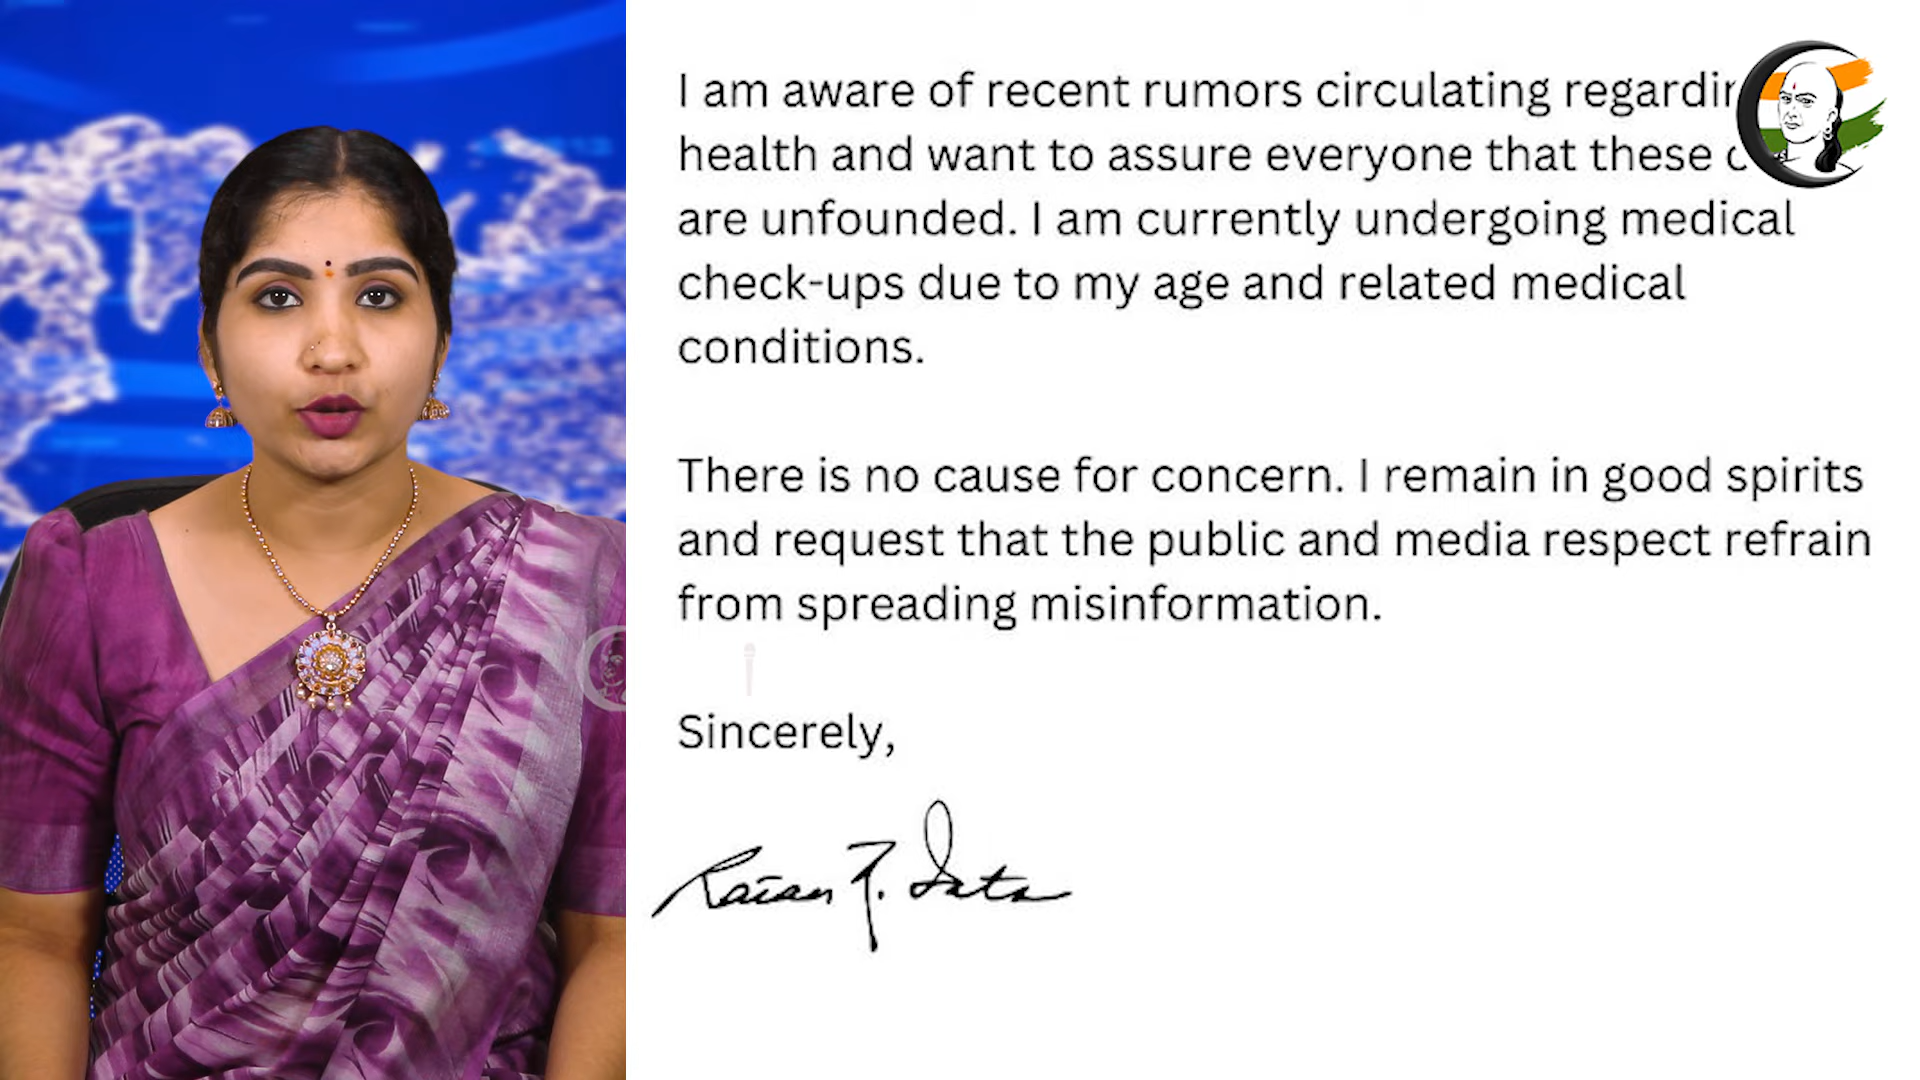 I am aware of recent rumors circulating
health and want to assure everyone that these
are unfounded. I am currently undergoing medical
check-ups due to my age and related medical
conditions.
There is no cause for concern. I remain in good spirits
and request that the public and media respect refrain
from spreading misinformation.
Sincerely,
Ratan N. Tata